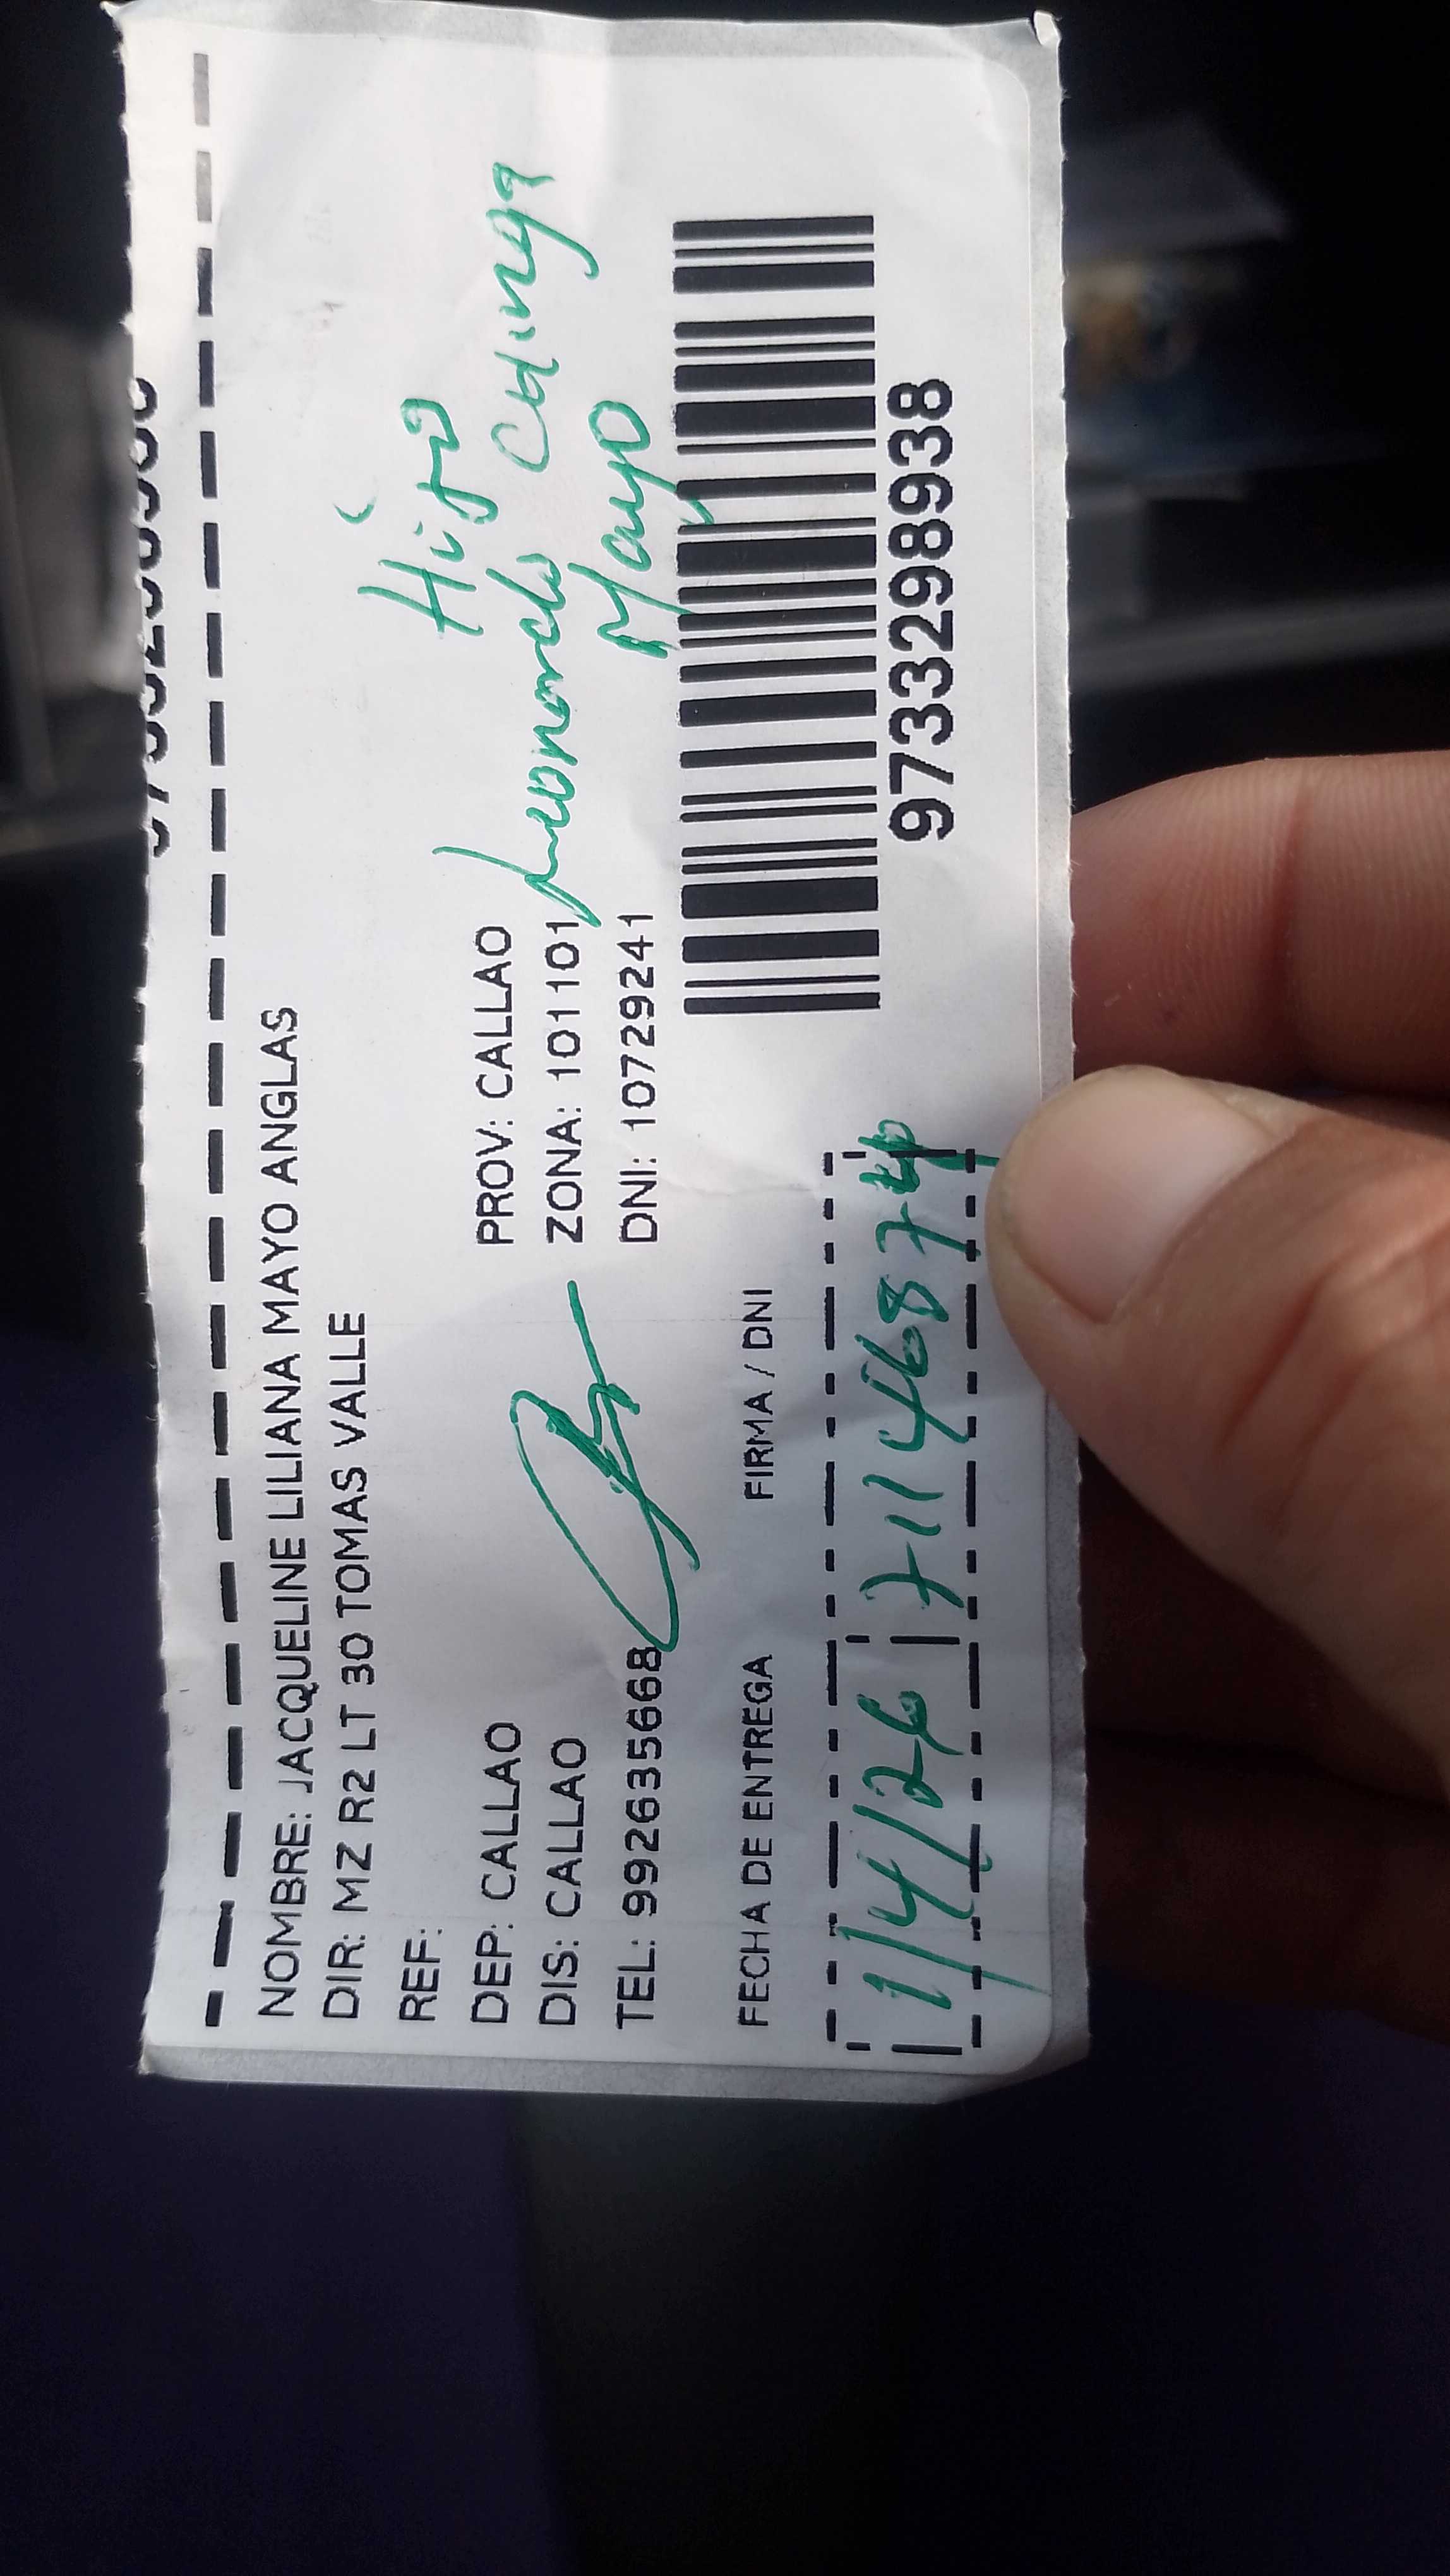 NOMBRE: JACQUELINE LILIANA MAYO ANGLAS
DIR: MZ R2 LT 30 TOMAS VALLE
REF:
Hijo
DEP: CALLAO PROV: CALLAO
Leonardo
DIS: CALLAO ZONA: 101101
Mayo
TEL: 992635668 DNI: 10729241
FECHA DE ENTREGA FIRMA / DNI
1/4/26 71146874
9733298938